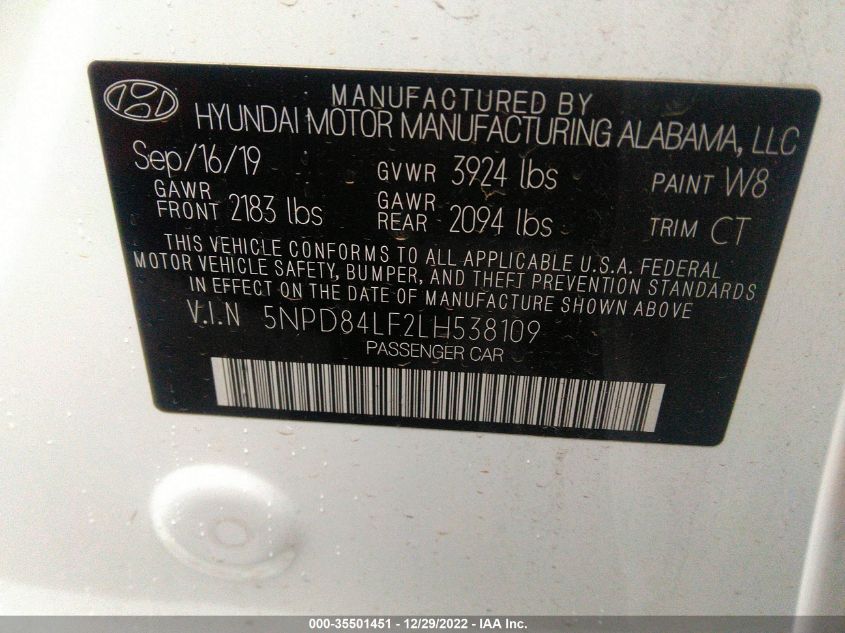 MANUFACTURED BY
HYUNDAI MOTOR MANUFACTURING ALABAMA, LLC
Sep/16/19 GVWR 3924 lbs PAINT W8
GAWR FRONT 2183 lbs GAWR REAR 2094 lbs TRIM CT
THIS VEHICLE CONFORMS TO ALL APPLICABLE U.S.A. FEDERAL
MOTOR VEHICLE SAFETY, BUMPER, AND THEFT PREVENTION STANDARDS
IN EFFECT ON THE DATE OF MANUFACTURE SHOWN ABOVE
V.I.N 5NPD84LF2LH538109
PASSENGER CAR
000-35501451 - 12/29/2022 - IAA Inc.